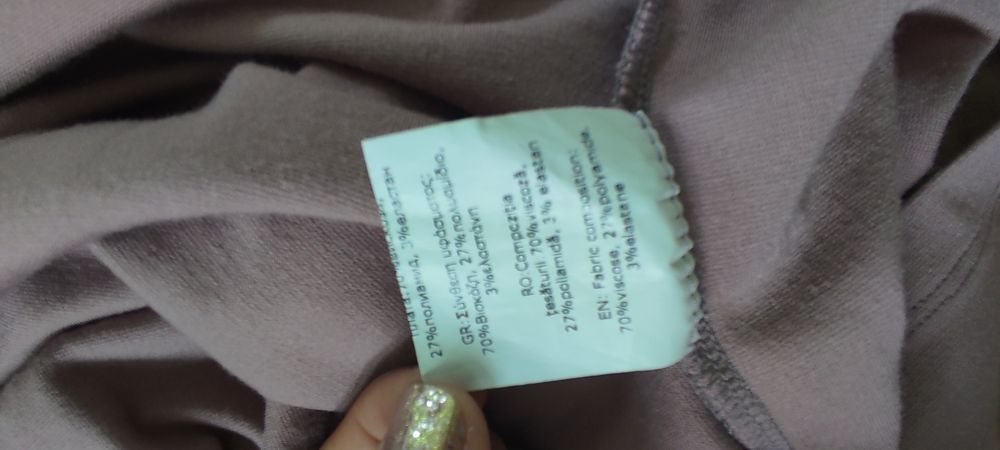 27%полиамид, 3%еластан
GR:Σύνθεση υφάσματος:
70%βισκόζη, 27%πολυαμίδιο,
3%ελαστάνη
RO:Compoziția
țesăturii 70%viscoză,
27%poliamidă, 3% elastan
EN: Fabric composition:
70%viscose, 27%polyamide,
3%elastane